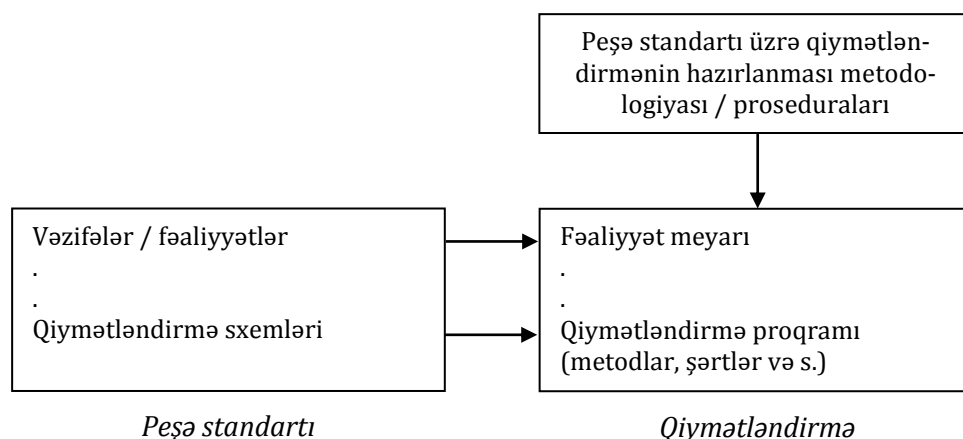 Peşə standartı üzrə qiymətlən-
dirmənin hazırlanması metodo-
logiyası / proseduraları
Vəzifələr / fəaliyyətlər
.
.
Qiymətləndirmə sxemləri
Fəaliyyət meyarı
.
.
Qiymətləndirmə proqramı
(metodlar, şərtlər və s.)
Peşə standartı
Qiymətləndirmə